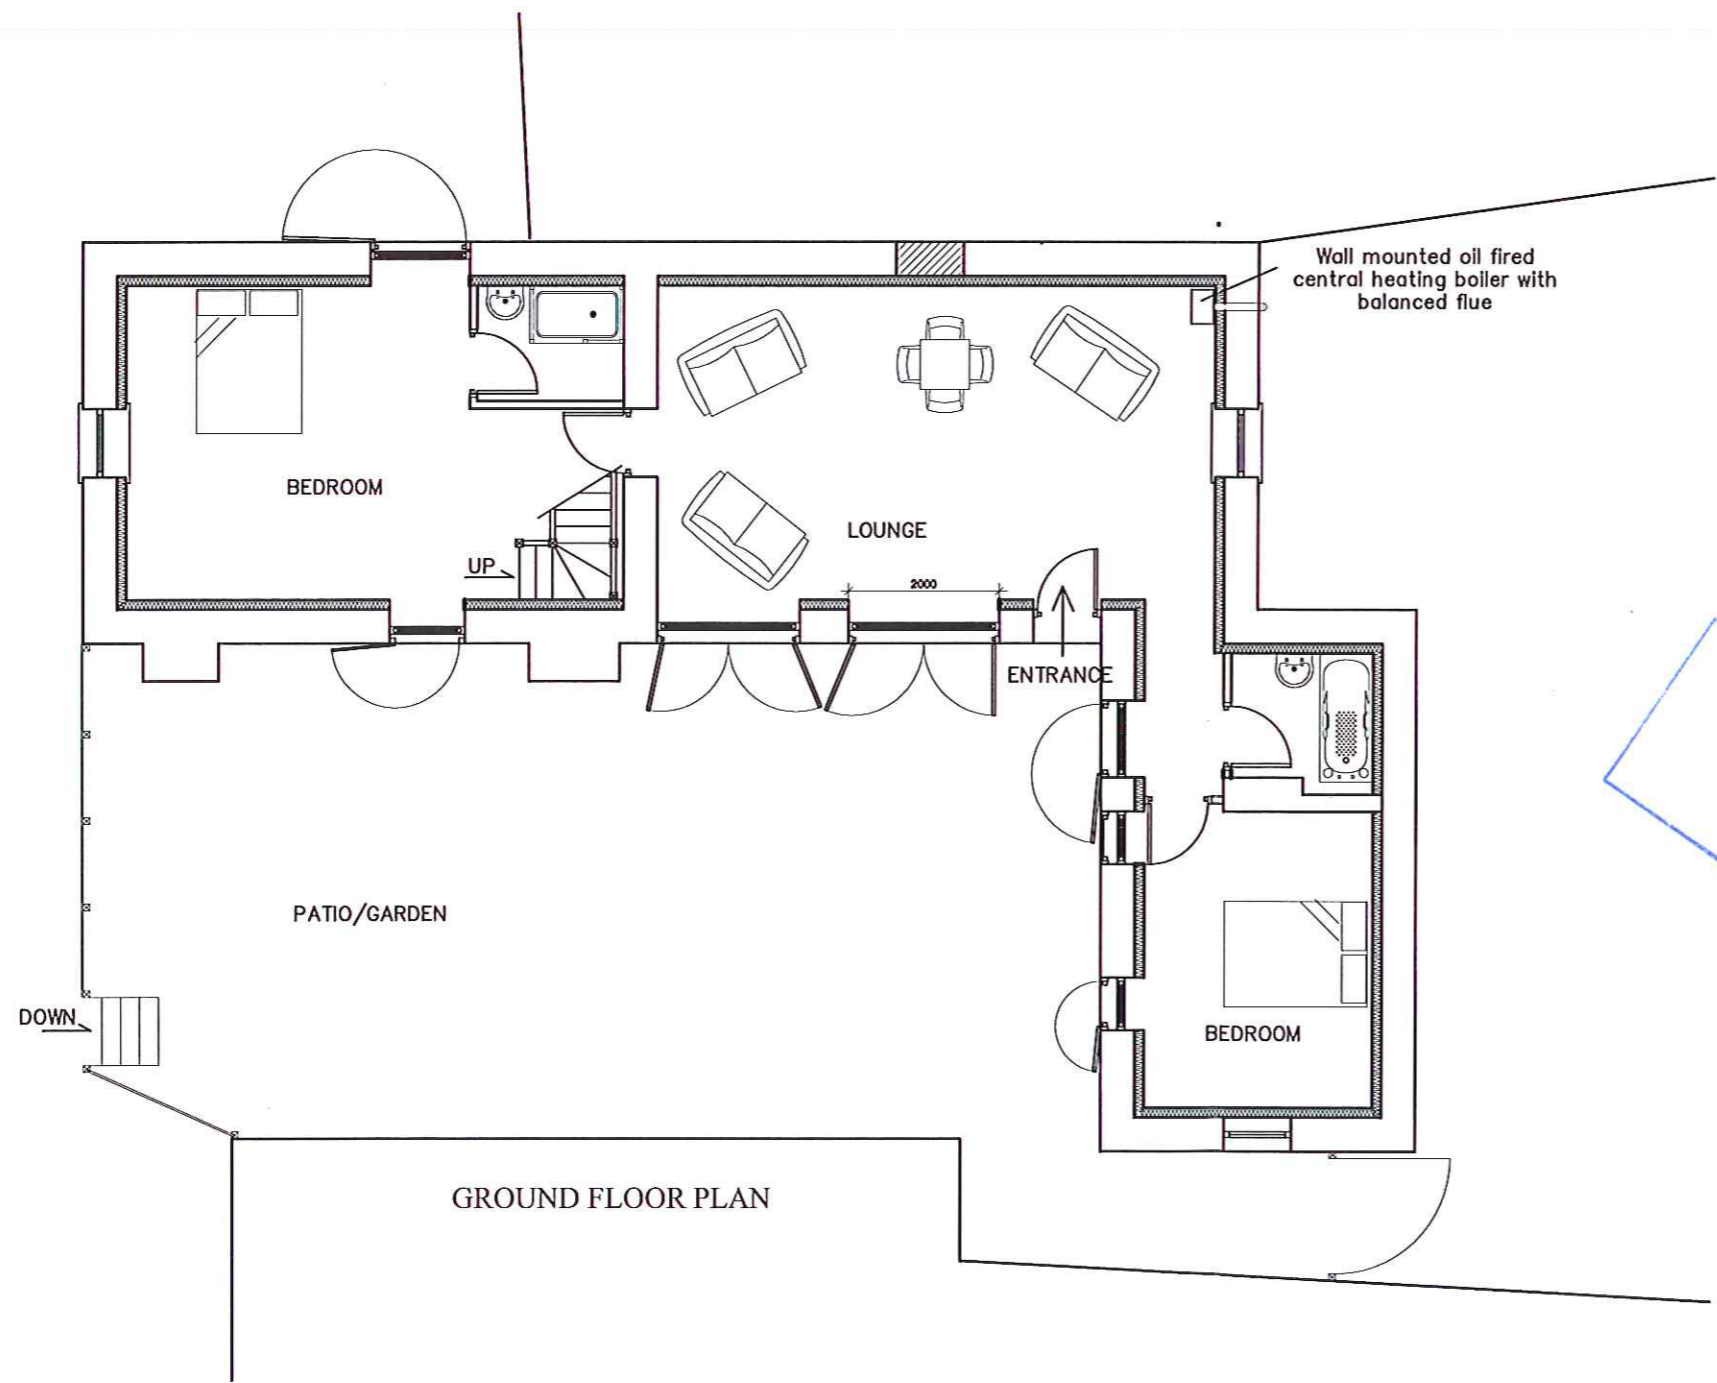 Wall mounted oil fired
central heating boiler with
balanced flue
BEDROOM
LOUNGE
UP
2000
ENTRANCE
PATIO/GARDEN
DOWN
BEDROOM
GROUND FLOOR PLAN